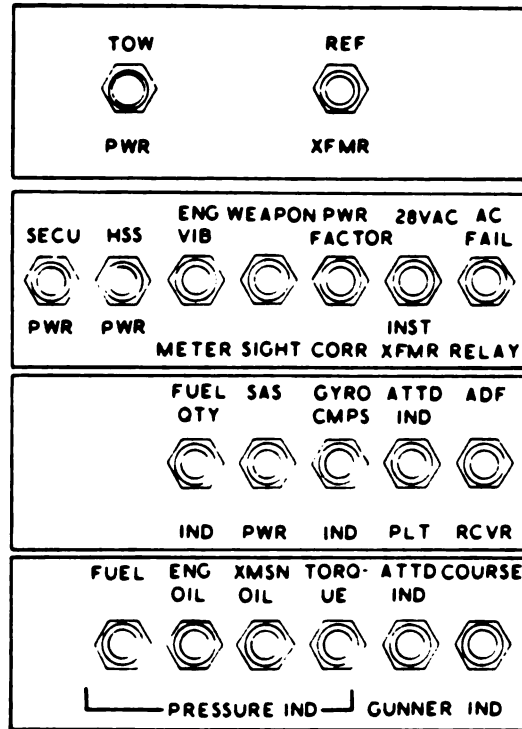 TOW REF
PWR XFMR
ENG WEAPON PWR 28VAC AC
SECU HSS VIB FACTOR FAIL
PWR PWR INST
METER SIGHT CORR XFMR RELAY
FUEL SAS GYRO ATTD ADF
QTY CMPS IND
IND PWR IND PLT RCVR
FUEL ENG XMSN TORQ- ATTD COURSE
OIL OIL UE IND
PRESSURE IND GUNNER IND